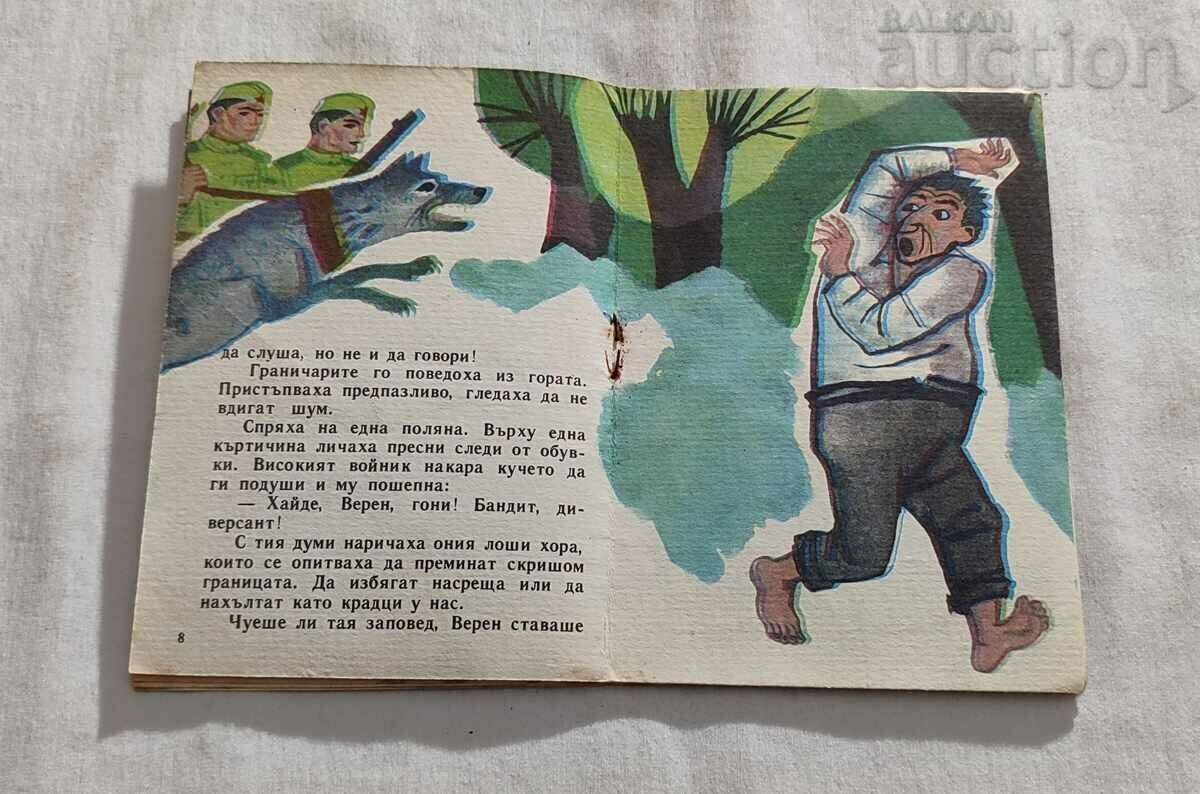 BALKAN
auction
да слуша, но не и да говори!
Граничарите го поведоха из гората.
Пристъпваха предпазливо, гледаха да не
вдигат шум.
Спряха на една поляна. Върху една
къртичина личаха пресни следи от обув-
ки. Високият войник накара кучето да
ги подуши и му пошепна:
— Хайде, Верен, гони! Бандит, ди-
версант!
С тия думи наричаха ония лоши хора,
които се опитваха да преминат скришом
границата. Да избягат насреща или да
нахълтат като крадци у нас.
Чуеше ли тая заповед, Верен ставаше
8